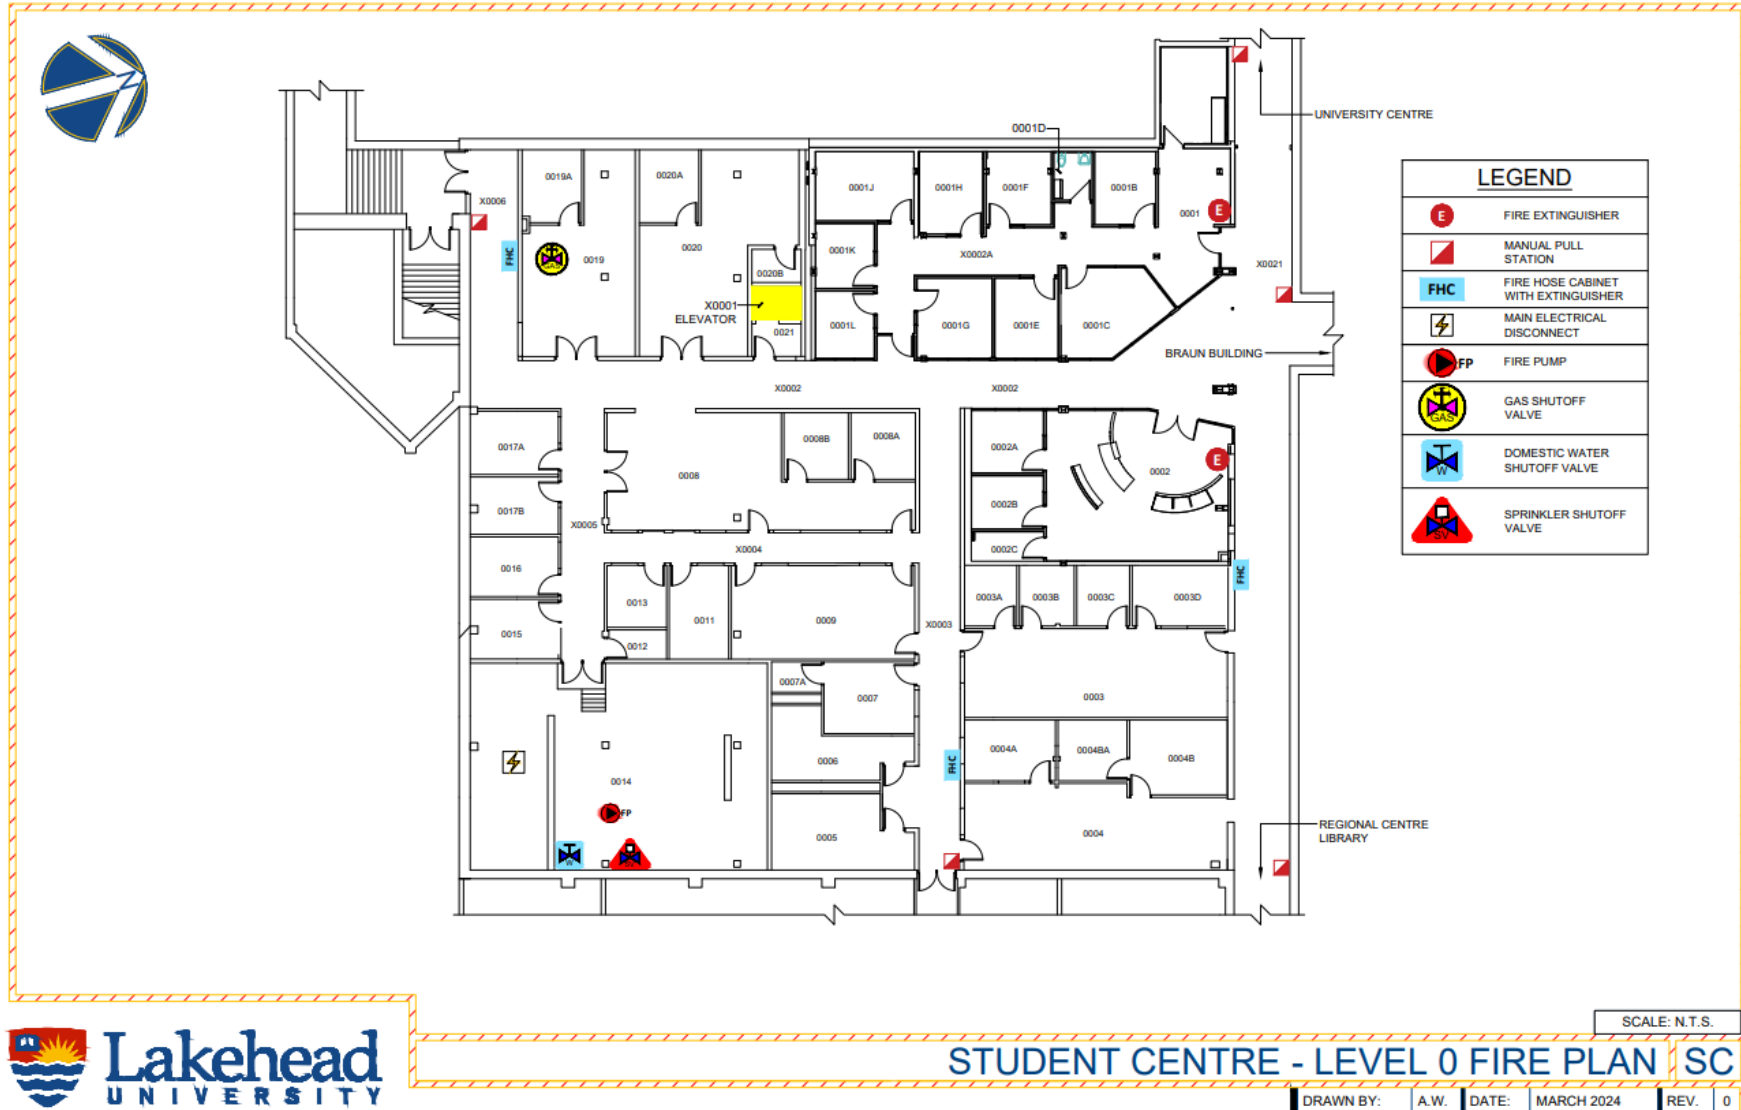 UNIVERSITY CENTRE
0001D
0019A
0020A
0001J
0001H
0001F
0001B
X0006
0001
FHC
GAS
0019
0020
0001K
X0002A
E
X0021
0020B
X0001
ELEVATOR
0021
0001L
0001G
0001E
0001C
BRAUN BUILDING
X0002
X0002
0017A
0008B
0008A
0002A
0008
0002
E
0017B
0002B
X0005
X0004
0002C
0016
FHC
0013
0011
0009
X0003
0003A
0003B
0003C
0003D
0015
0012
0007A
0007
0003
0004A
0004BA
0004B
0006
FHC
0014
FP
0005
0004
W
SV
REGIONAL CENTRE
LIBRARY
LEGEND
E FIRE EXTINGUISHER
MANUAL PULL
STATION
FHC FIRE HOSE CABINET
WITH EXTINGUISHER
MAIN ELECTRICAL
DISCONNECT
FP FIRE PUMP
GAS GAS SHUTOFF
VALVE
W DOMESTIC WATER
SHUTOFF VALVE
SV SPRINKLER SHUTOFF
VALVE
SCALE: N.T.S.
Lakehead
UNIVERSITY
STUDENT CENTRE - LEVEL 0 FIRE PLAN SC
DRAWN BY: A.W. DATE: MARCH 2024 REV. 0